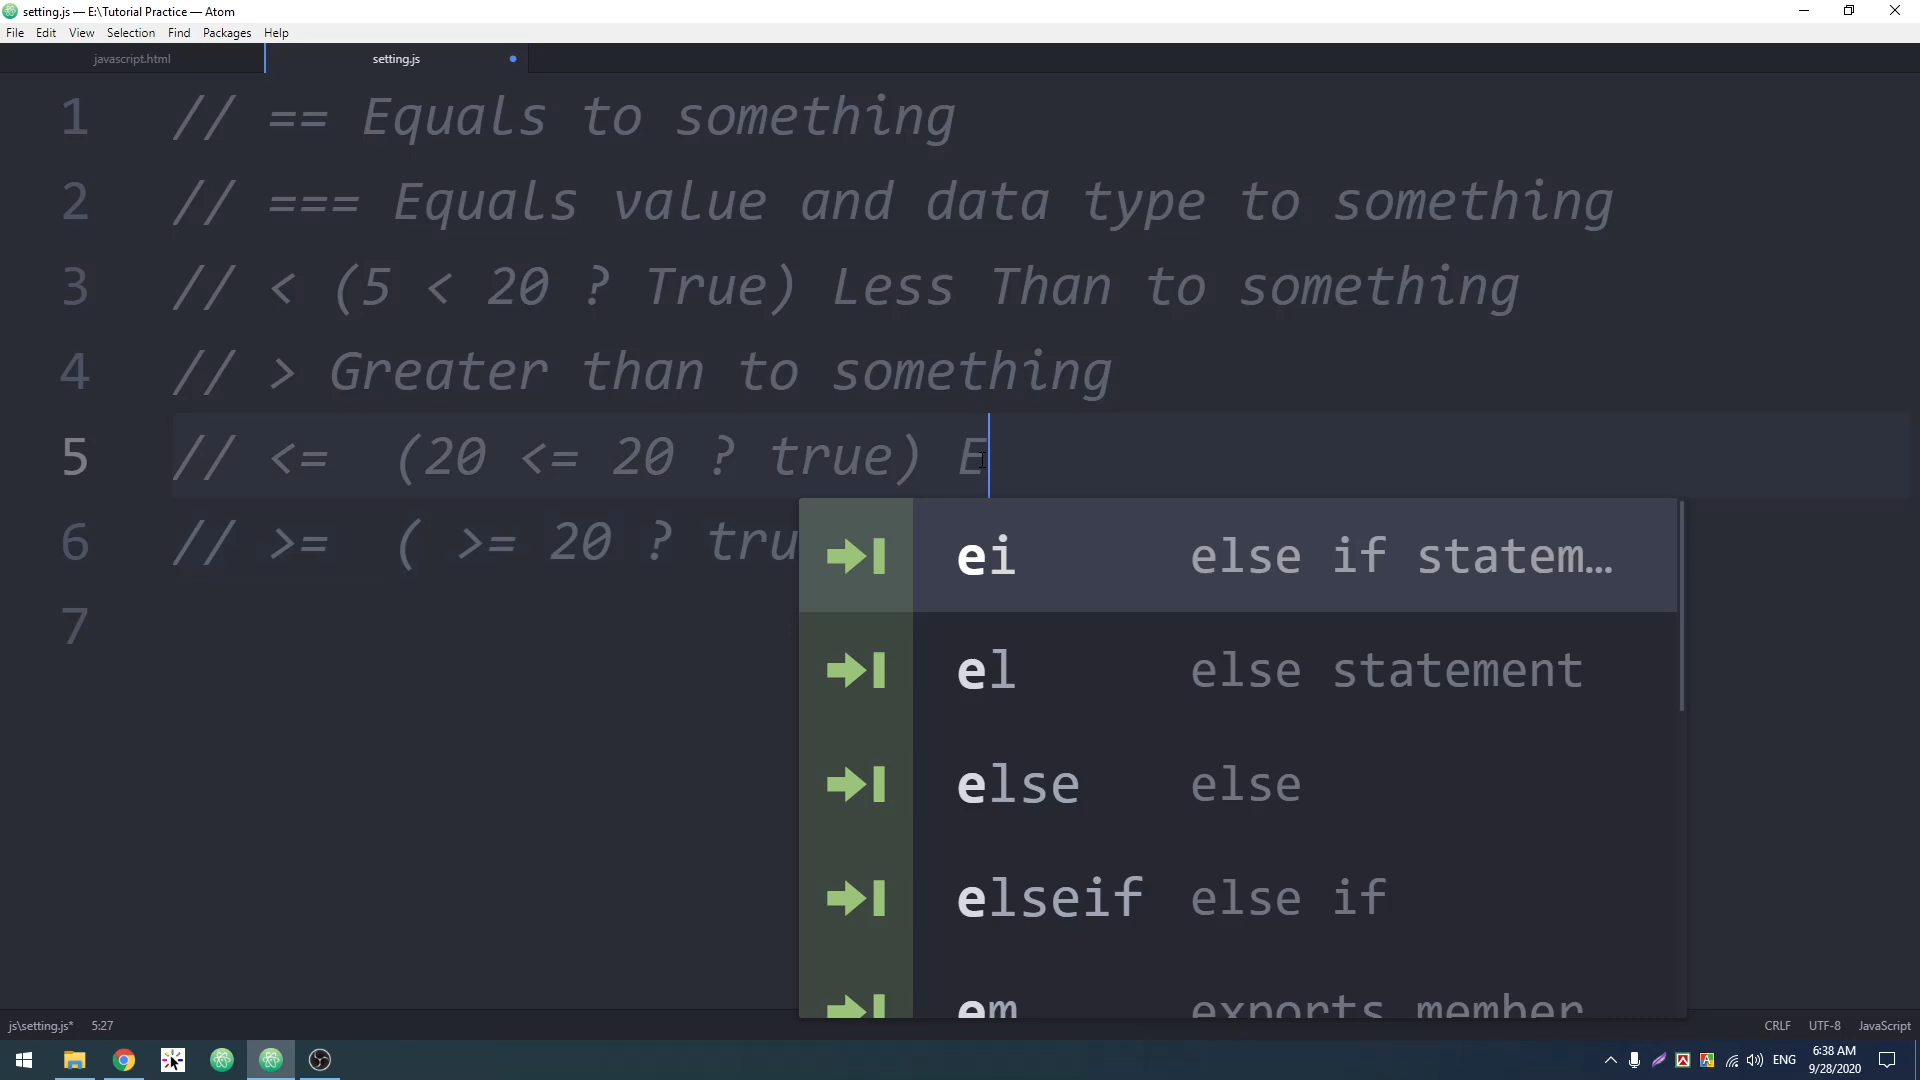 setting.js — E:\Tutorial Practice — Atom
File Edit View Selection Find Packages Help
javascript.html setting.js
1 // == Equals to something
2 // === Equals value and data type to something
3 // < (5 < 20 ? True) Less Than to something
4 // > Greater than to something
5 // <=  (20 <= 20 ? true) E
6 // >=  ( >= 20 ? tru
7
ei else if statem…
el else statement
else else
elseif else if
em exports member
js\setting.js* 5:27 CRLF UTF-8 JavaScript
ENG 6:38 AM
9/28/2020